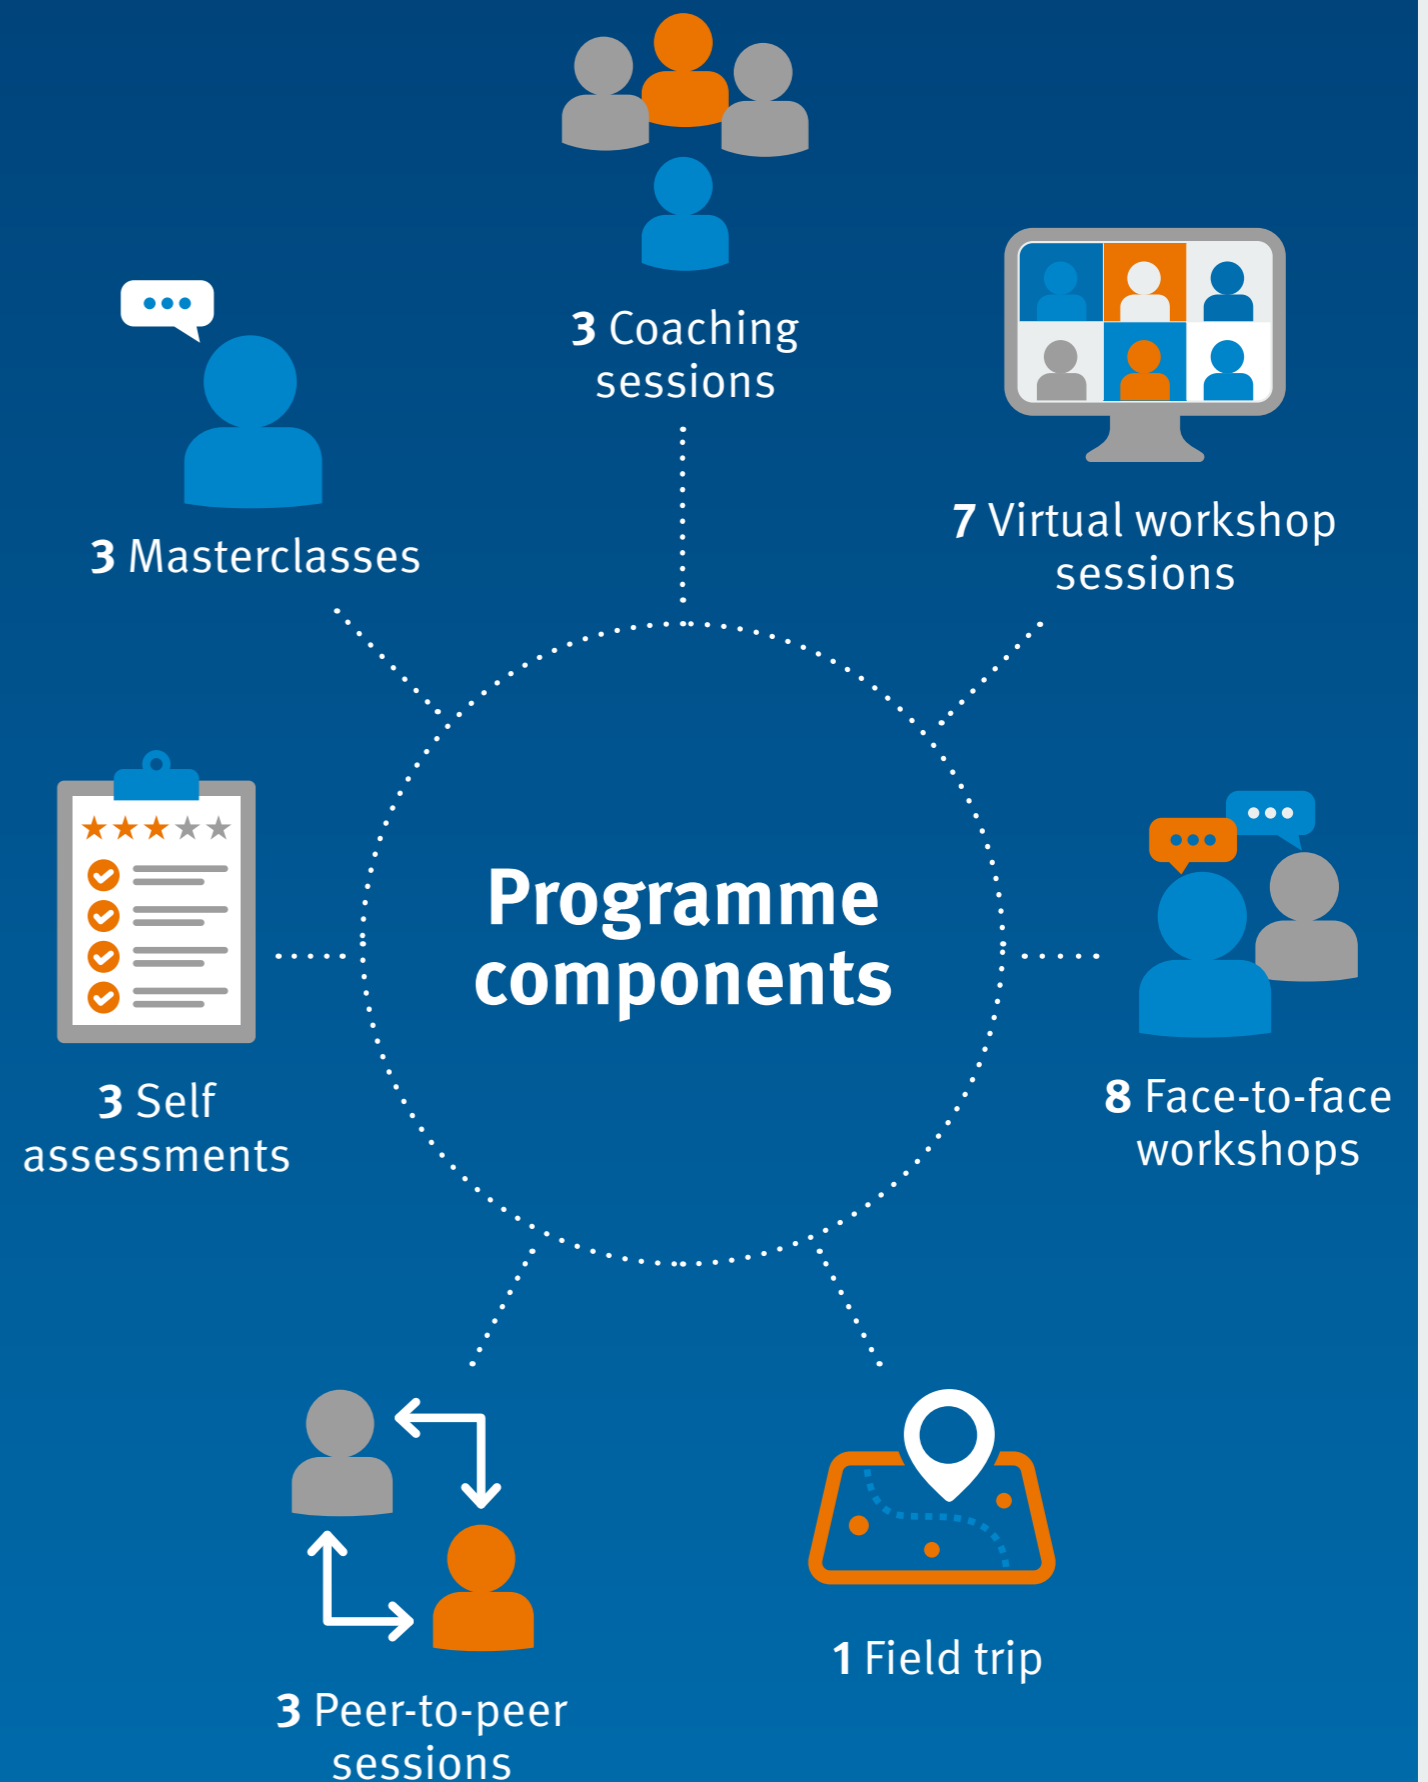 3 Coaching
sessions
7 Virtual workshop
sessions
3 Masterclasses
Programme
components
8 Face-to-face
workshops
3 Self
assessments
1 Field trip
3 Peer-to-peer
sessions